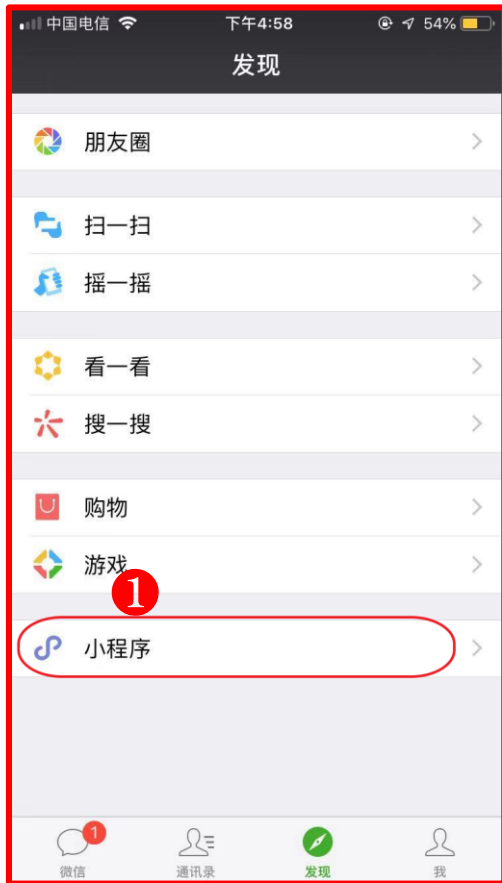 中国电信 下午4:58 54%
发现
朋友圈
扫一扫
摇一摇
看一看
搜一搜
购物
游戏
1
小程序
1
微信 通讯录 发现 我